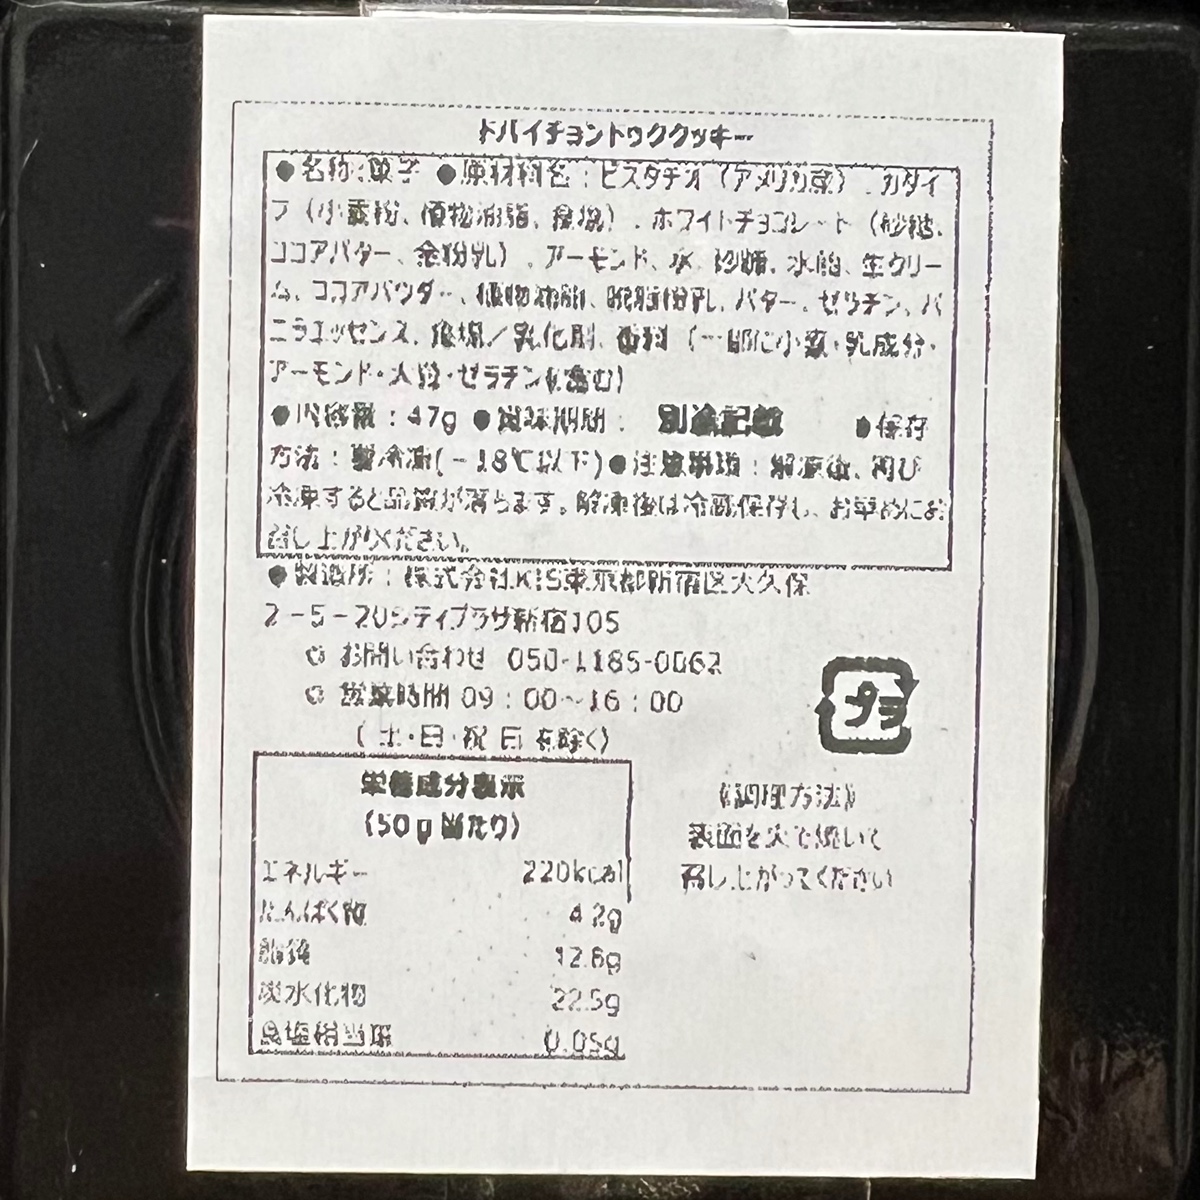 ドバイチョントゥククッキー
●名称:菓子 ●原材料名：ピスタチオ（アメリカ産）、カダイ
フ（小麦粉、植物油脂、食塩）、ホワイトチョコレート（砂糖、
ココアバター、全粉乳）、アーモンド、水、砂糖、水飴、生クリー
ム、ココアパウダー、植物油脂、脱脂粉乳、バター、ゼラチン、バ
ニラエッセンス、食塩／乳化剤、香料（一部に小麦・乳成分・
アーモンド・大豆・ゼラチンを含む）
●内容量：47g ●賞味期間： 別途記載 ●保存
方法：要冷凍(－18℃以下)●注意事項：解凍後、再び
冷凍すると品質が落ちます。解凍後は冷蔵保存し、お早めにお
召し上がりください。
●製造所：株式会社KIS東京都新宿区大久保
2－5－20シティプラザ新宿105
お問い合わせ 050-1185-0062
営業時間 09：00～16：00
(土・日・祝日を除く)
プラ
栄養成分表示
(50g当たり)
エネルギー 220kcal
たんぱく質 4.2g
脂質 12.6g
炭水化物 22.5g
食塩相当量 0.05g
《調理方法》
表面を火で焼いて
召し上がってください